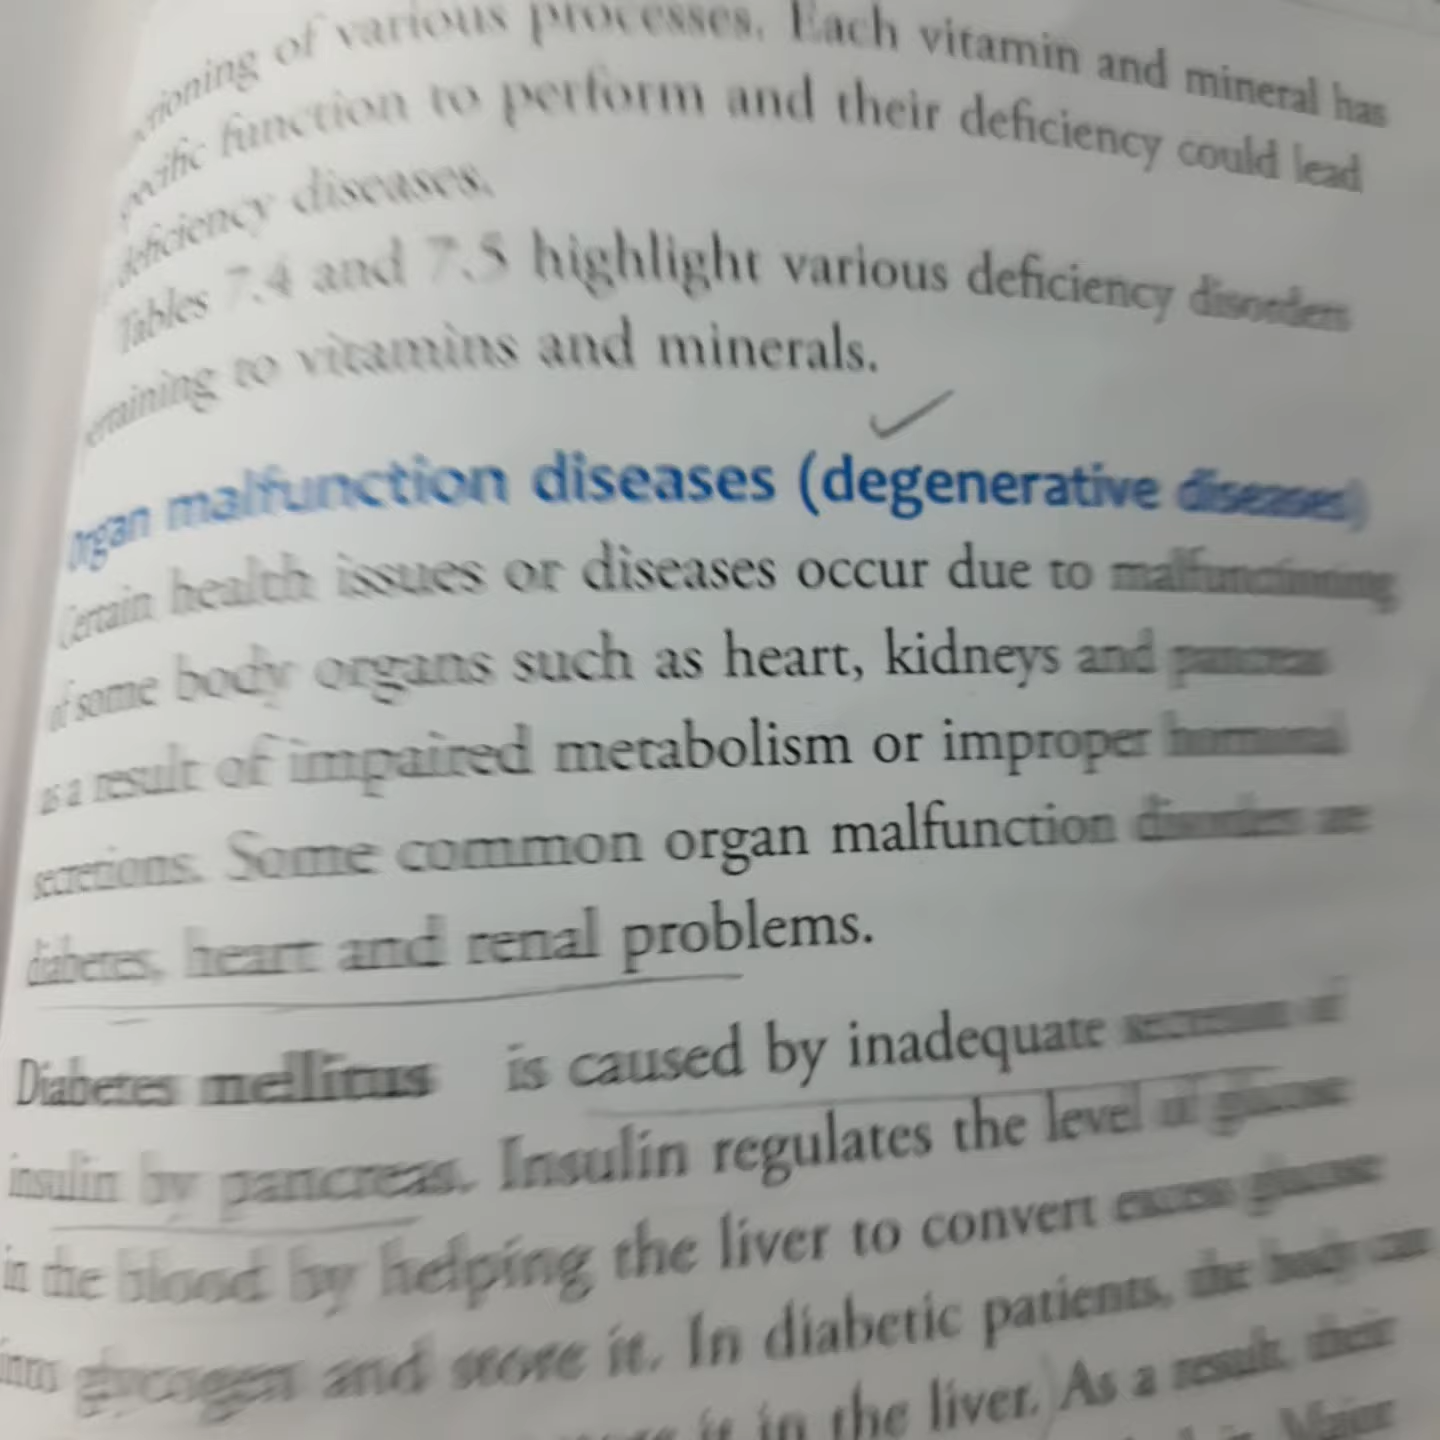 of various processes. Each vitamin and mineral has
function to perform and their deficiency could lead
deficiency diseases.
Tables 7.4 and 7.5 highlight various deficiency disorders
to vitamins and minerals.
Organ malfunction diseases (degenerative diseases)
Certain health issues or diseases occur due to malfunctioning
of some body organs such as heart, kidneys and pancreas
as a result of impaired metabolism or improper hormonal
secretions. Some common organ malfunction disorders are
diabetes, heart and renal problems.
Diabetes mellitus is caused by inadequate secretion of
insulin by pancreas. Insulin regulates the level of glucose
in the blood by helping the liver to convert excess glucose
into glycogen and store it. In diabetic patients, the body can
it in the liver. As a result, their
Major